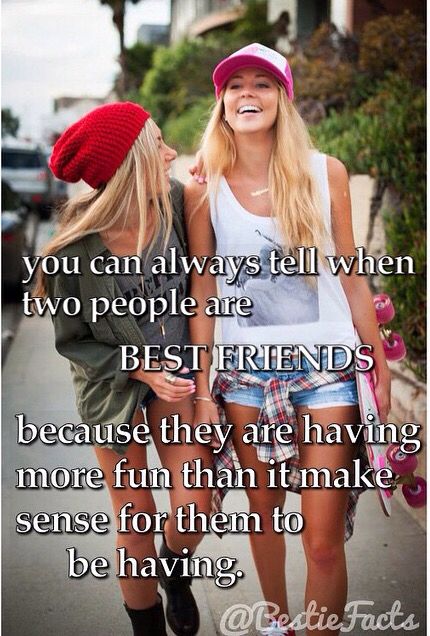 you can always tell when
two people are
BEST FRIENDS
because they are having
more fun than it make
sense for them to
be having.
@BestieFacts